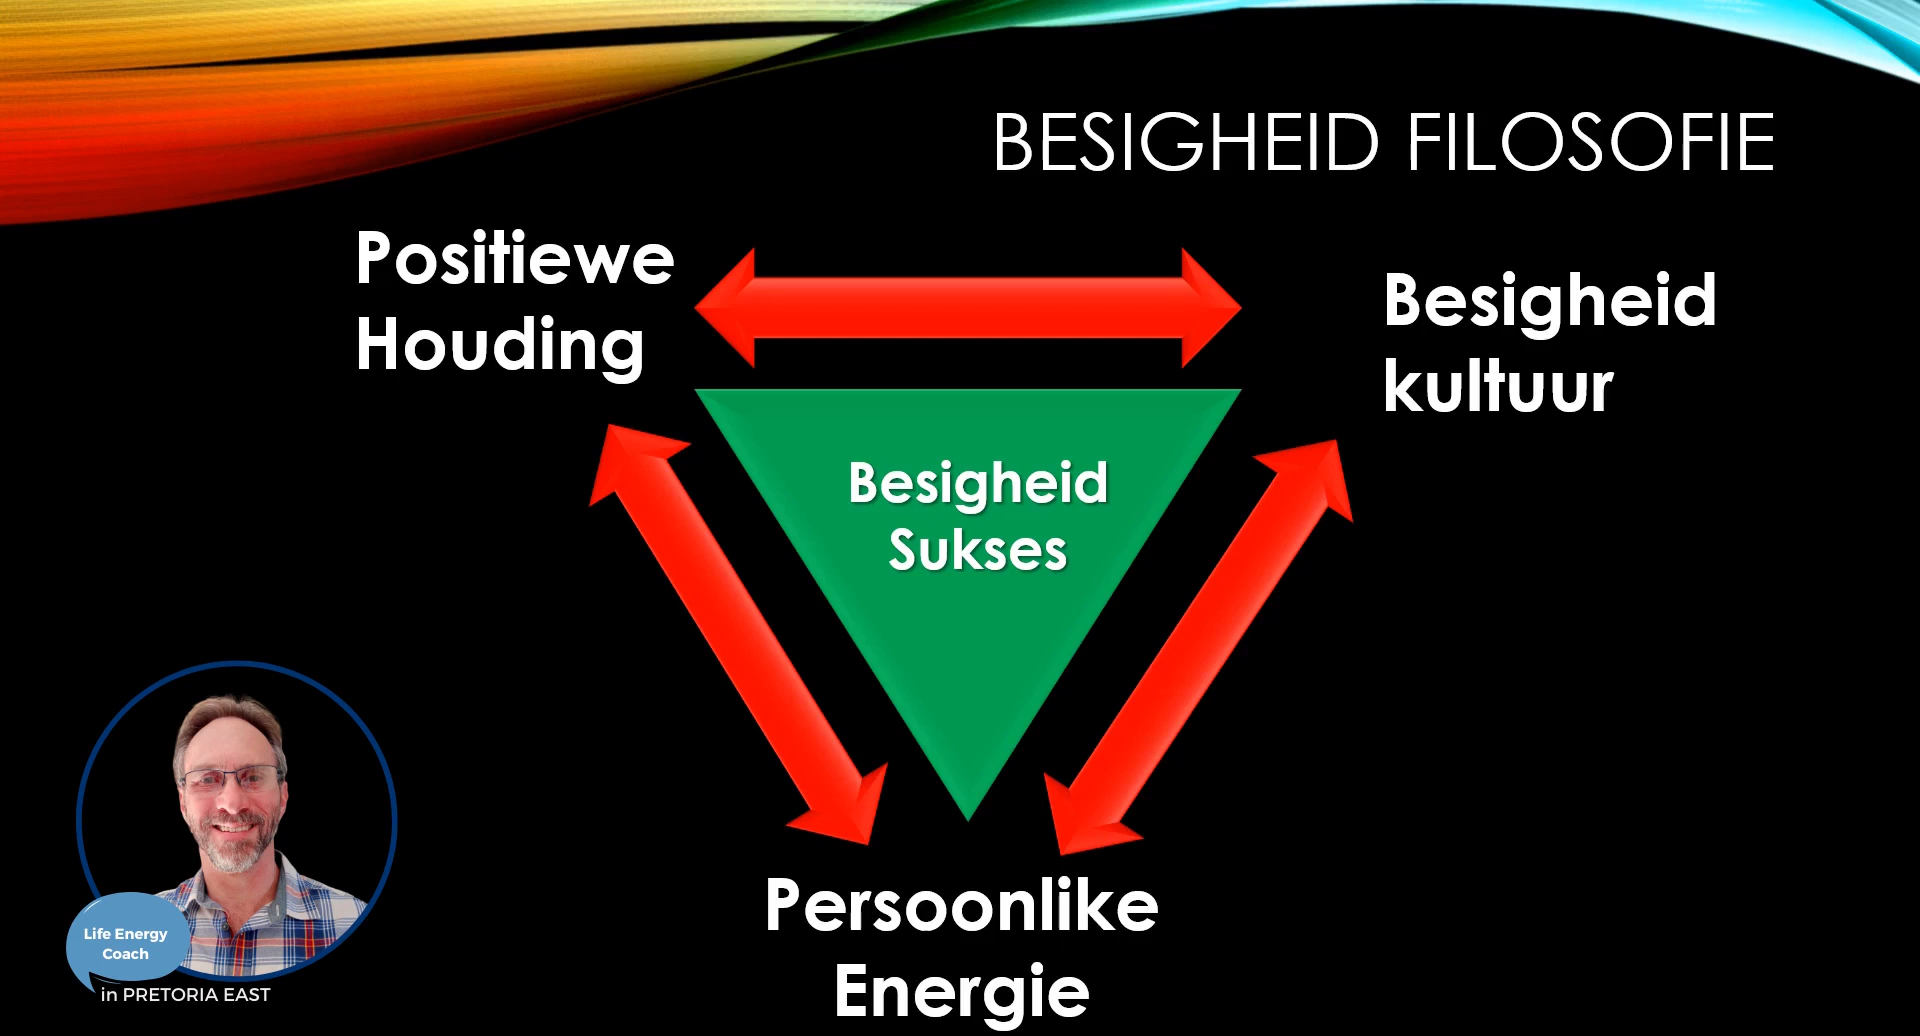 BESIGHEID FILOSOFIE
Positiewe
Houding
Besigheid
kultuur
Besigheid
Sukses
Persoonlike
Energie
Life Energy
Coach
in PRETORIA EAST